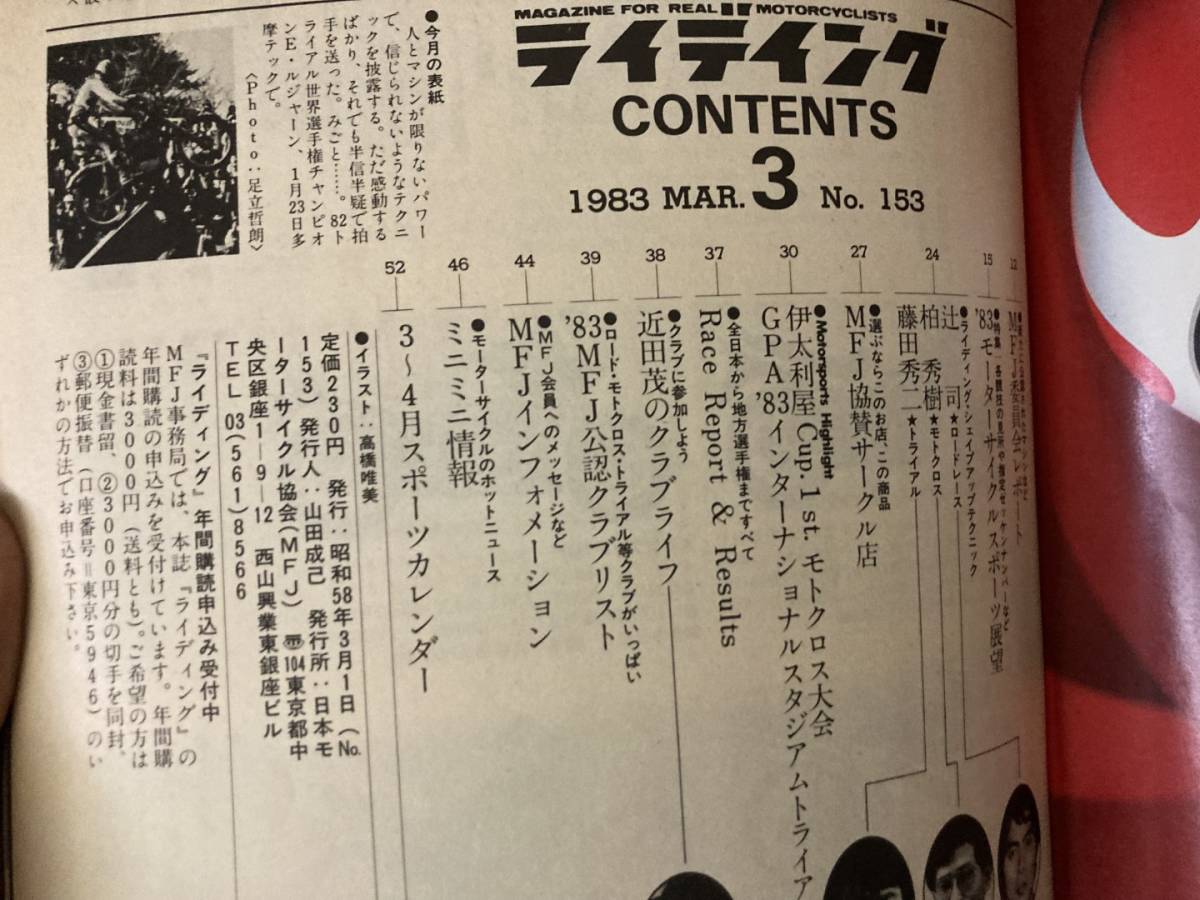 MAGAZINE FOR REAL MOTORCYCLISTS
ライディング
CONTENTS
1983 MAR. 3 No. 153
●今月の表紙
人とマシンが限りないパワー
で、信じられないようなテクニ
ックを披露する。ただ感動する
ばかり、それでも半信半疑で拍
手を送った。みごと……。82ト
ライアル世界選手権チャンピオ
ンE・ルジャーン、1月23日多
摩テックで。
〈Photo:足立哲朗〉
12
MFJ委員会レポート
15
●特集
'83モーターサイクルスポーツ展望
●ライディング・シェイプアップテクニック
24
辻 司★ロードレース
柏 秀樹★モトクロス
藤田秀二★トライアル
27
●選ぶならこのお店、この商品
MFJ協賛サークル店
30
●Motorsports Highlight
伊太利屋Cup. 1st. モトクロス大会
GPA'83インターナショナルスタジアムトライア
37
●全日本から地方選手権まですべて
Race Report & Results
38
●クラブに参加しよう
近田茂のクラブライフ
39
●ロード・モトクロス・トライアル等クラブがいっぱい
'83MFJ公認クラブリスト
44
●MFJ会員へのメッセージなど
MFJインフォメーション
46
●モーターサイクルのホットニュース
ミニミニ情報
52
3〜4月スポーツカレンダー
●イラスト:高橋唯美
定価230円 発行:昭和58年3月1日(No.
153)発行人:山田成己 発行所:日本モ
ーターサイクル協会(MFJ)〒104東京都中
央区銀座1—9—12 西山興業東銀座ビル
TEL 03(561)8566
『ライディング』年間購読申込み受付中
MFJ事務局では、本誌『ライディング』の
年間購読の申込みを受付けています。年間購
読料は3000円(送料とも)。ご希望の方は
①現金書留、②3000円分の切手を同封、
③郵便振替(口座番号=東京5946)のい
ずれかの方法でお申込み下さい。